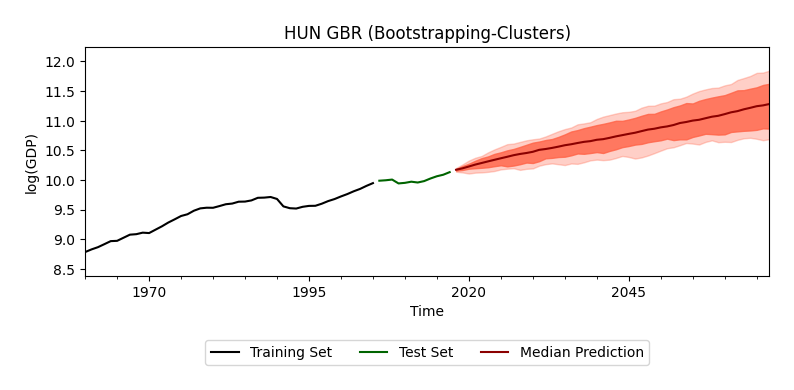 HUN GBR (Bootstrapping-Clusters)
12.0
11.5
11.0
10.5
10.0
9.5
9.0
8.5
log(GDP)
1970 1995 2020 2045
Time
Training Set Test Set Median Prediction